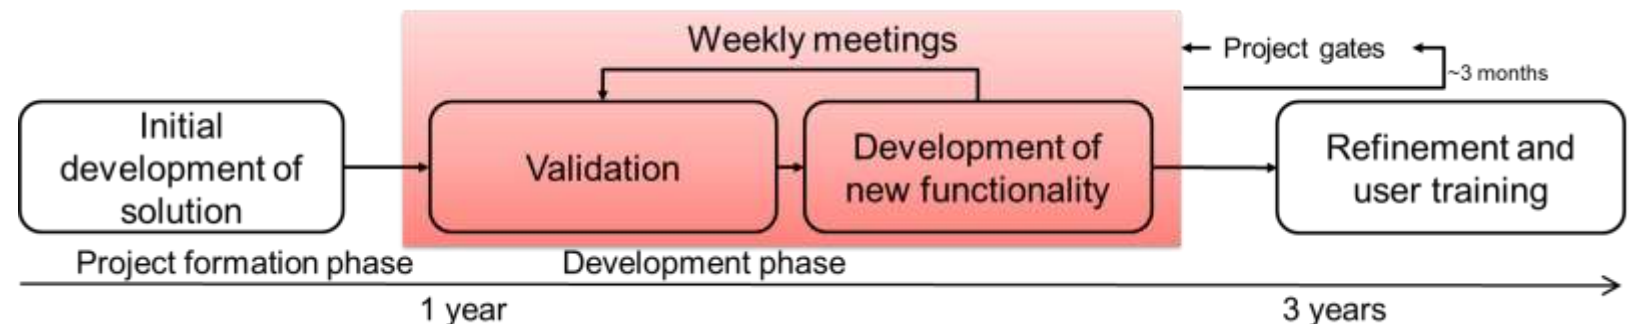 Weekly meetings
Project gates
~3 months
Initial
development of
solution
Validation
Development of
new functionality
Refinement and
user training
Project formation phase
Development phase
1 year
3 years